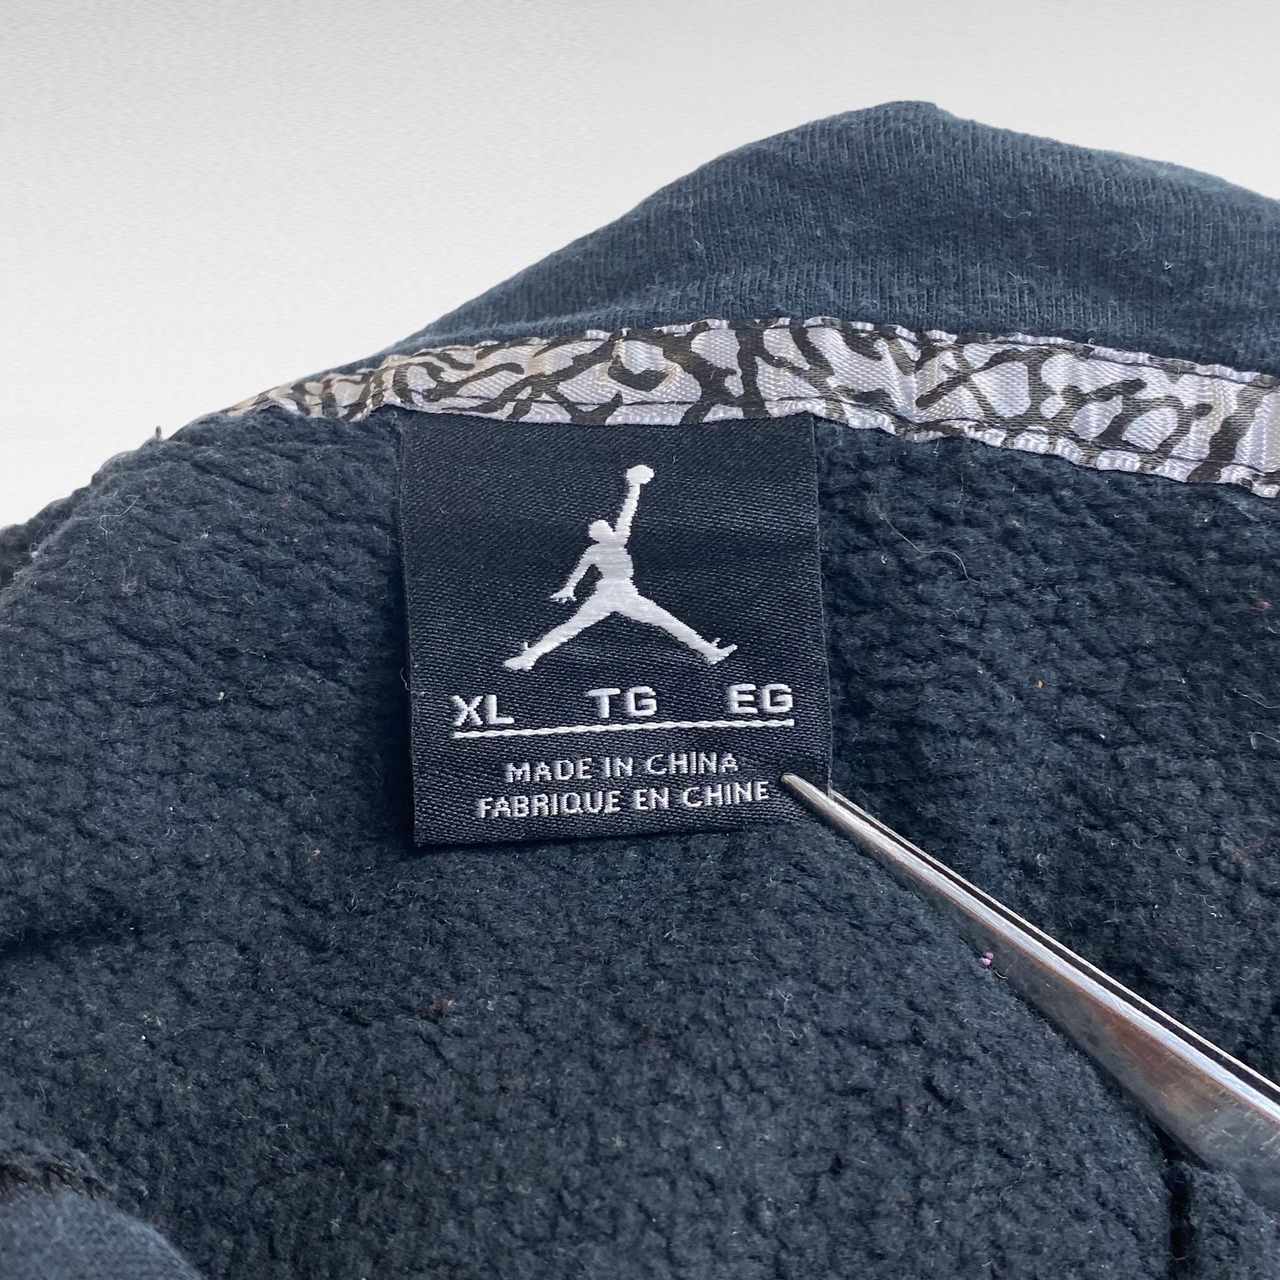 XL TG EG
MADE IN CHINA
FABRIQUE EN CHINE